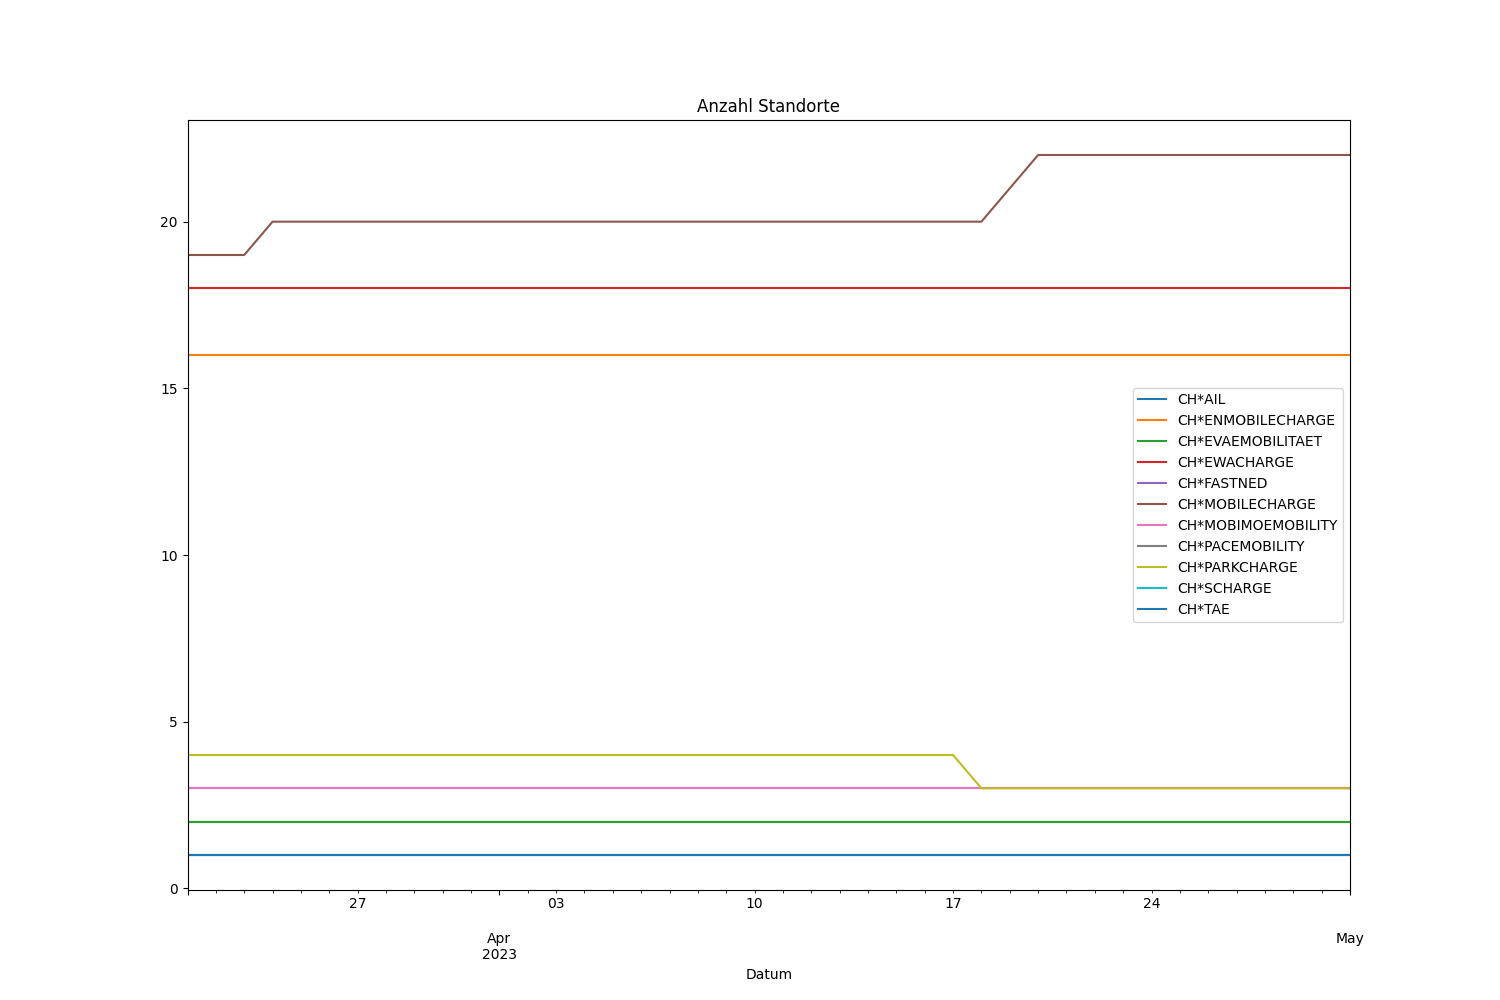 Anzahl Standorte
20
15
10
5
0
CH*AIL
CH*ENMOBILECHARGE
CH*EVAEMOBILITAET
CH*EWACHARGE
CH*FASTNED
CH*MOBILECHARGE
CH*MOBIMOEMOBILITY
CH*PACEMOBILITY
CH*PARKCHARGE
CH*SCHARGE
CH*TAE
27 03 10 17 24
Apr May
2023
Datum